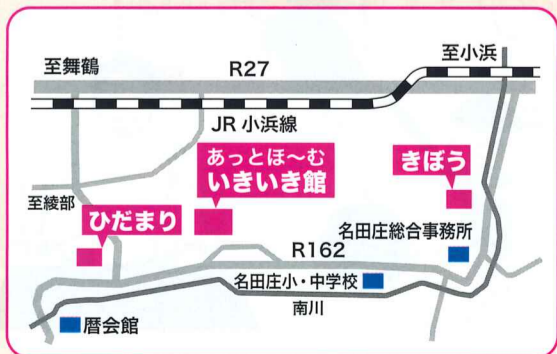 至小浜
至舞鶴
R27
JR 小浜線
あっとほ〜む
いきいき館
きぼう
至綾部
ひだまり
名田庄総合事務所
R162
名田庄小・中学校
南川
暦会館